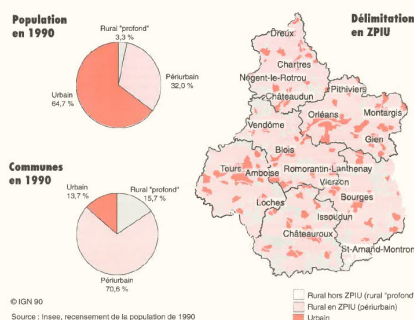 Population
en 1990
Rural "profond"
3,3 %
Urbain
64,7 %
Périurbain
32,0 %
Communes
en 1990
Urbain
13,7 %
Rural "profond"
15,7 %
Périurbain
70,6 %
Délimitation
en ZPIU
Dreux
Chartres
Nogent-le-Rotrou
Châteaudun
Pithiviers
Orléans
Montargis
Vendôme
Gien
Blois
Tours
Amboise
Romorantin-Lanthenay
Vierzon
Loches
Bourges
Issoudun
Châteauroux
St-Amand-Montrond
Rural hors ZPIU (rural "profond")
Rural en ZPIU (périurbain)
Urbain
© IGN 90
Source : Insee, recensement de la population de 1990